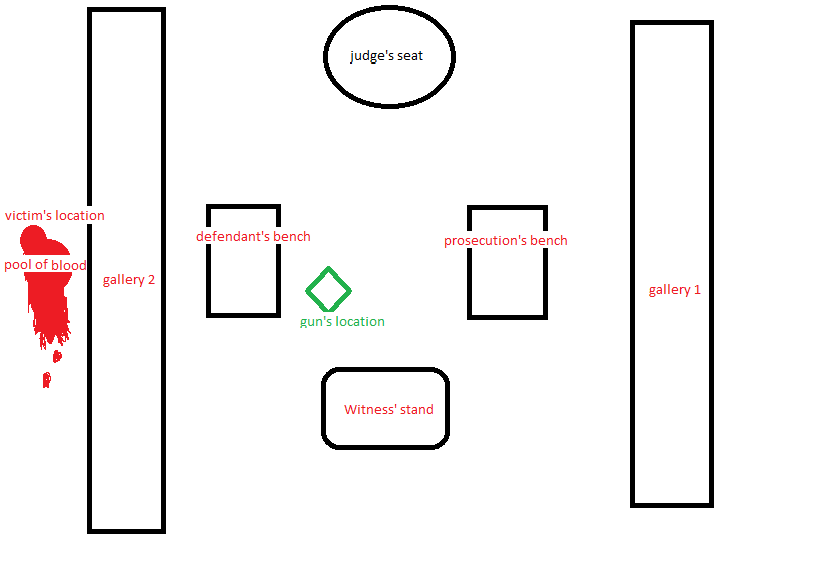 judge's seat
victim's location
defendant's bench
prosecution's bench
pool of blood
gallery 2
gallery 1
gun's location
Witness' stand